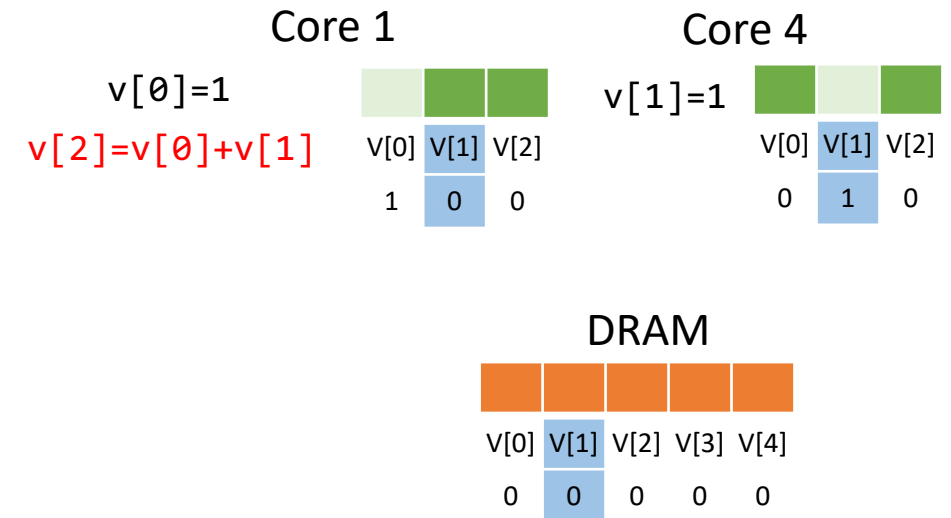 Core 1
v[0]=1
v[2]=v[0]+v[1]
V[0] V[1] V[2]
1 0 0
Core 4
v[1]=1
V[0] V[1] V[2]
0 1 0
DRAM
V[0] V[1] V[2] V[3] V[4]
0 0 0 0 0